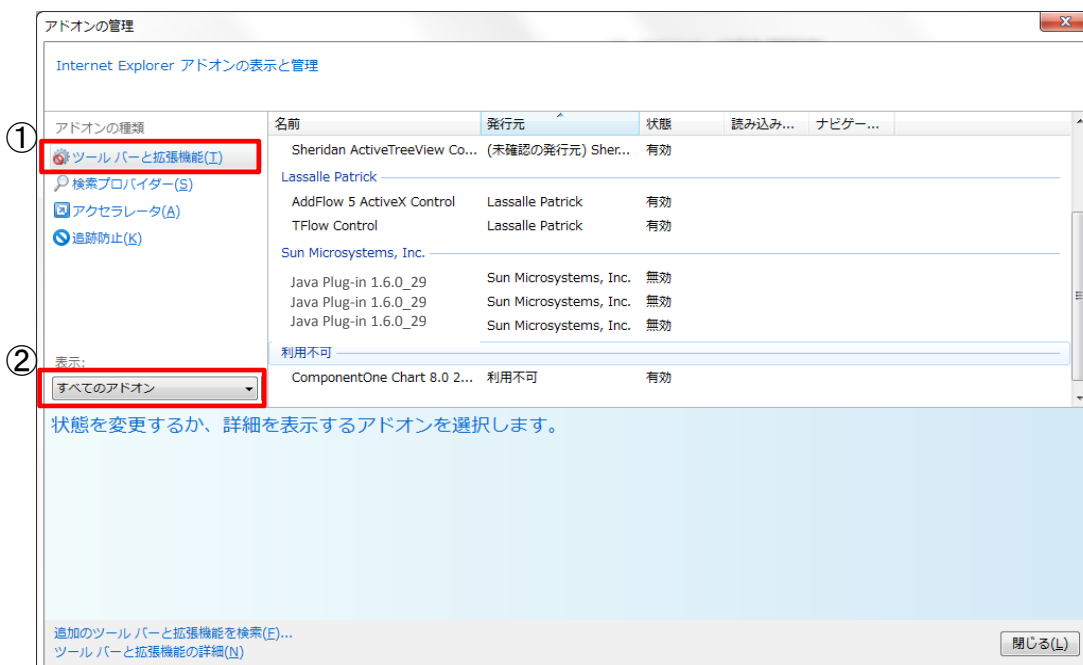 アドオンの管理
Internet Explorer アドオンの表示と管理
①
アドオンの種類
ツール バーと拡張機能(T)
検索プロバイダー(S)
アクセラレータ(A)
追跡防止(K)
②
表示:
すべてのアドオン
名前 発行元 状態 読み込み... ナビゲー...
Sheridan ActiveTreeView Co... (未確認の発行元) Sher... 有効
Lassalle Patrick
AddFlow 5 ActiveX Control Lassalle Patrick 有効
TFlow Control Lassalle Patrick 有効
Sun Microsystems, Inc.
Java Plug-in 1.6.0_29 Sun Microsystems, Inc. 無効
Java Plug-in 1.6.0_29 Sun Microsystems, Inc. 無効
Java Plug-in 1.6.0_29 Sun Microsystems, Inc. 無効
利用不可
ComponentOne Chart 8.0 2... 利用不可 有効
状態を変更するか、詳細を表示するアドオンを選択します。
追加のツール バーと拡張機能を検索(F)...
ツール バーと拡張機能の詳細(N)
閉じる(L)